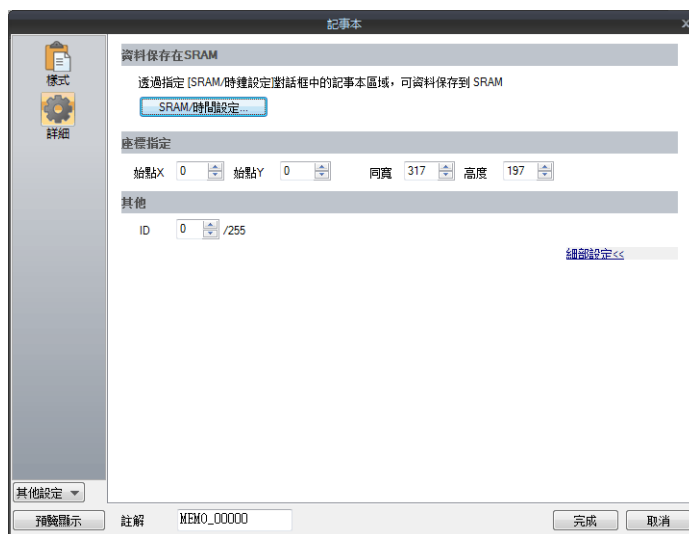 記事本
樣式
詳細
資料保存在SRAM
透過指定 [SRAM/時鐘設定]對話框中的記事本區域，可資料保存到 SRAM
SRAM/時間設定...
座標指定
始點X 0 始點Y 0 同寬 317 高度 197
其他
ID 0 /255
細部設定<<
其他設定
預覽顯示 註解 MEMO_00000 完成 取消